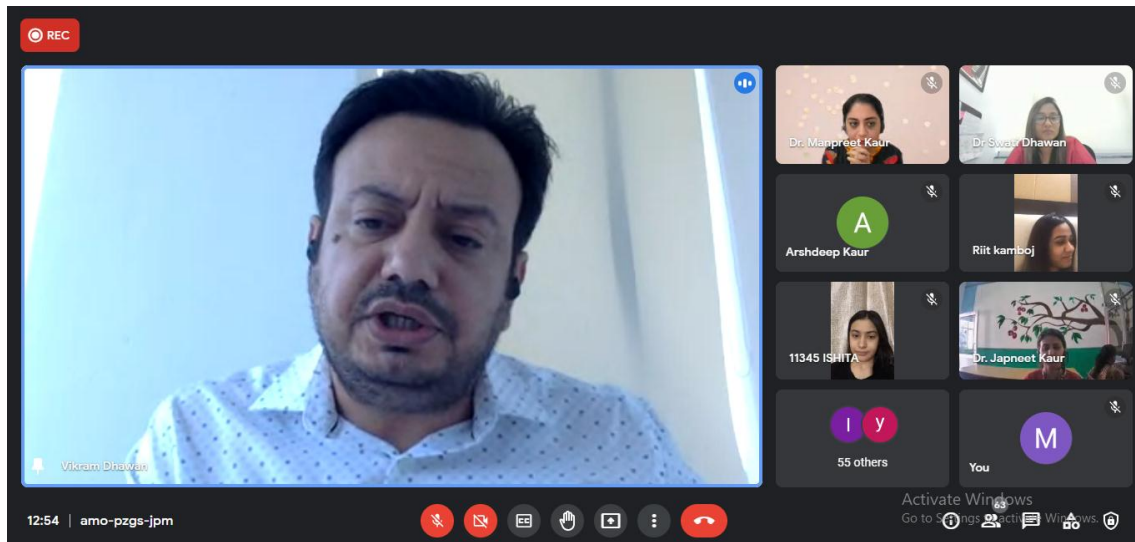 REC
Vikram Dhawan
Dr. Manpreet Kaur
Dr Swati Dhawan
A
Arshdeep Kaur
Riit kamboj
11345 ISHITA
Dr. Japneet Kaur
I y
55 others
M
You
12:54 | amo-pzgs-jpm
CC
63
Activate Windows
Go to Settings to activate Windows.